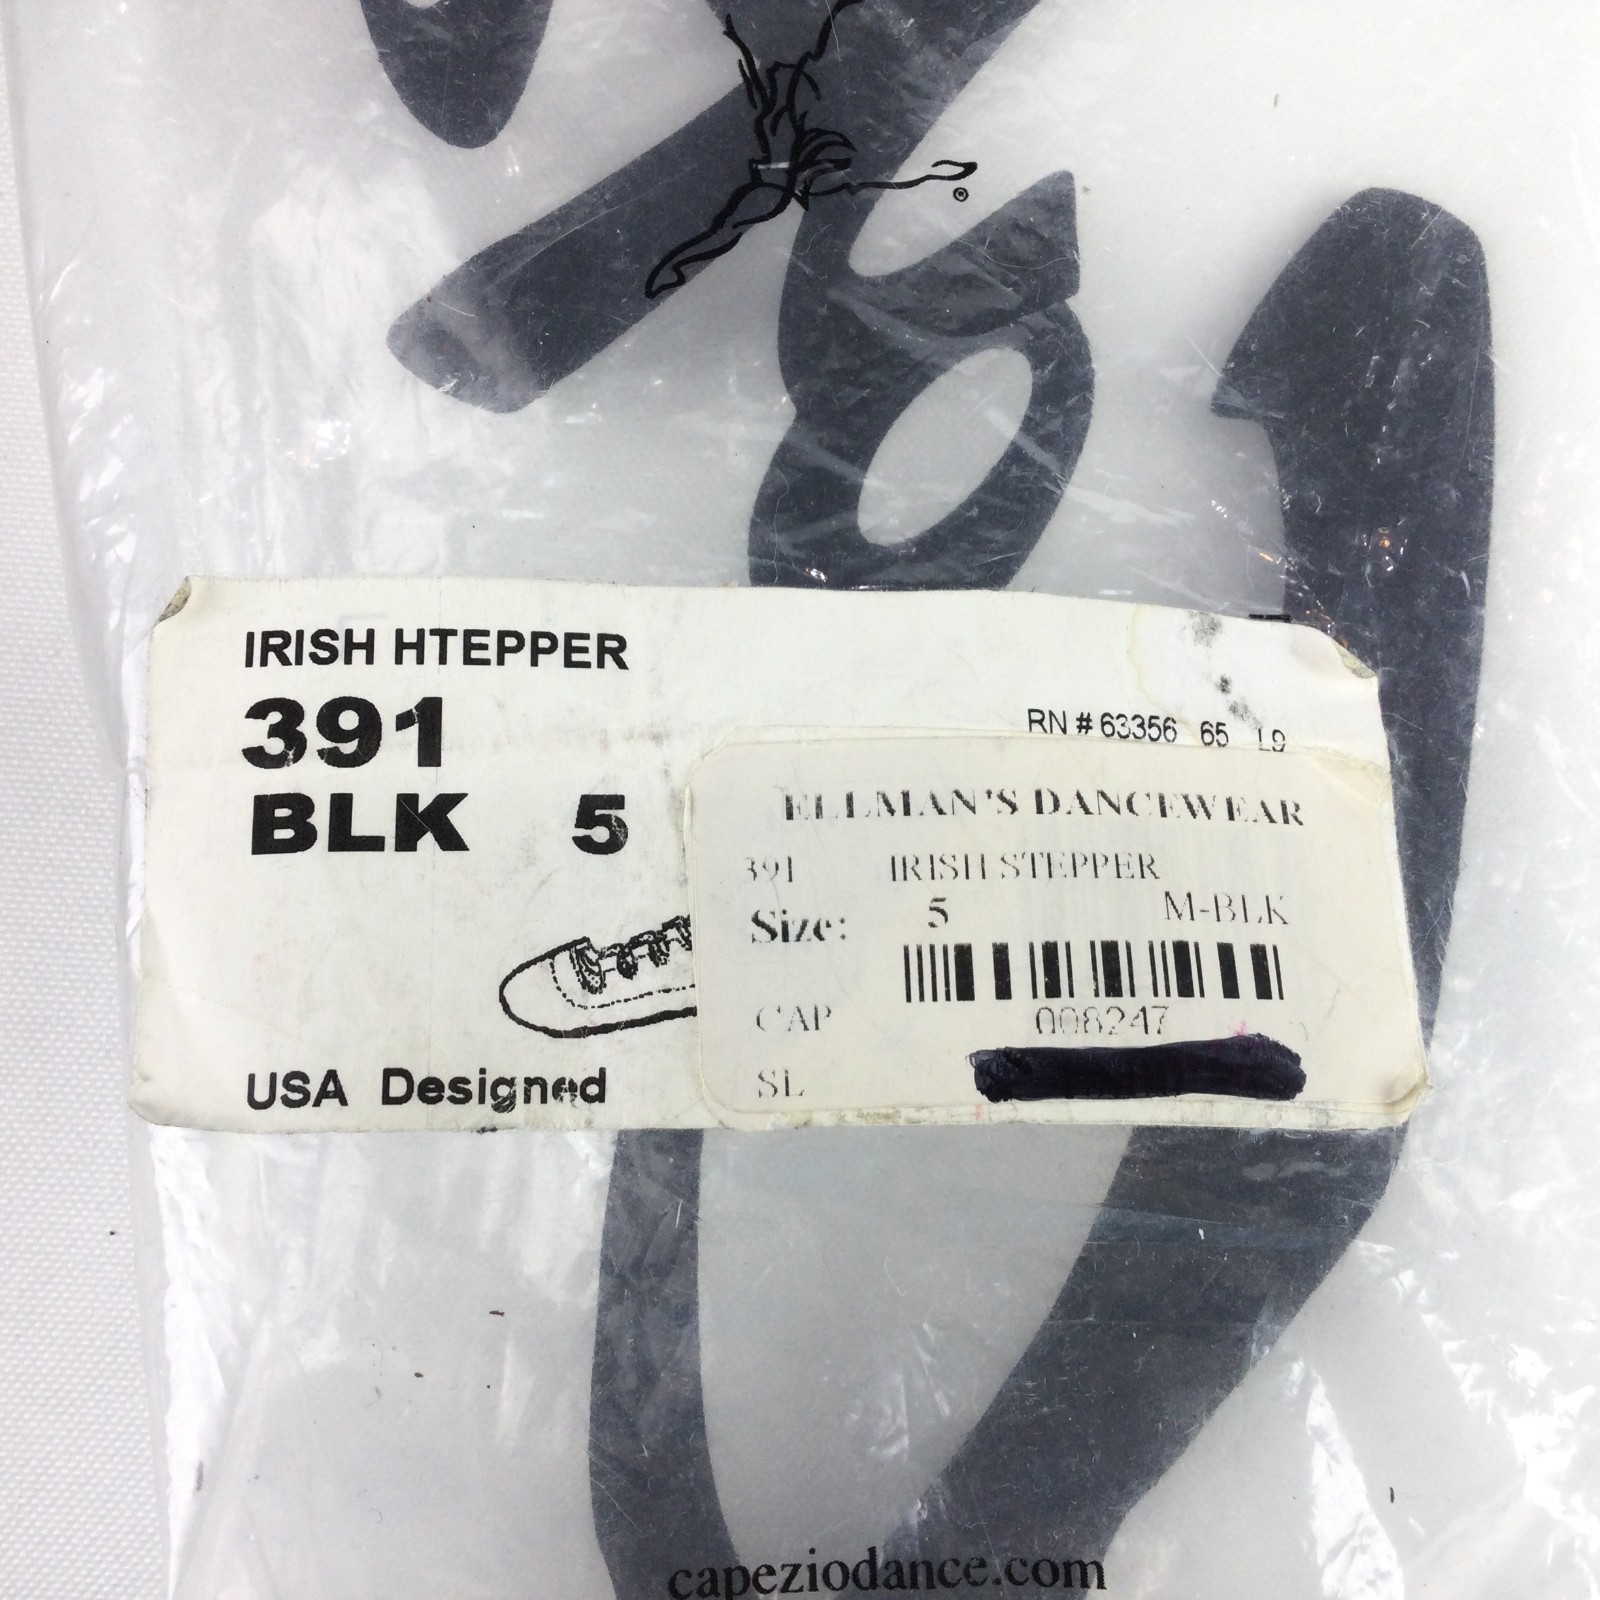 ®
IRISH HTEPPER
391
BLK 5
RN # 63356 65 L9
USA Designed
ELLMAN'S DANCEWEAR
391 IRISH STEPPER
Size: 5 M-BLK
CAP 008247
SL
capeziodance.com